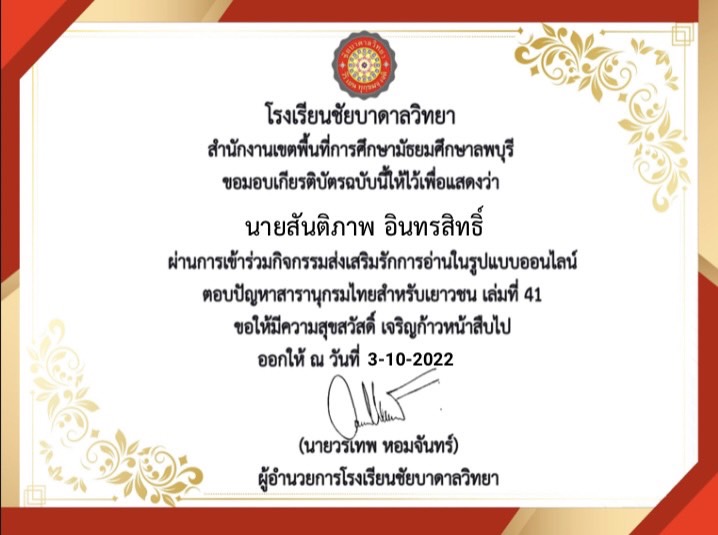 ชัยบาดาลวิทยา
โรงเรียนชัยบาดาลวิทยา
สำนักงานเขตพื้นที่การศึกษามัธยมศึกษาลพบุรี
ขอมอบเกียรติบัตรฉบับนี้ให้ไว้เพื่อแสดงว่า
นายสันติภาพ อินทรสิทธิ์
ผ่านการเข้าร่วมกิจกรรมส่งเสริมรักการอ่านในรูปแบบออนไลน์
ตอบปัญหาสารานุกรมไทยสำหรับเยาวชน เล่มที่ 41
ขอให้มีความสุขสวัสดิ์ เจริญก้าวหน้าสืบไป
ออกให้ ณ วันที่ 3-10-2022
(นายวรเทพ หอมจันทร์)
ผู้อำนวยการโรงเรียนชัยบาดาลวิทยา